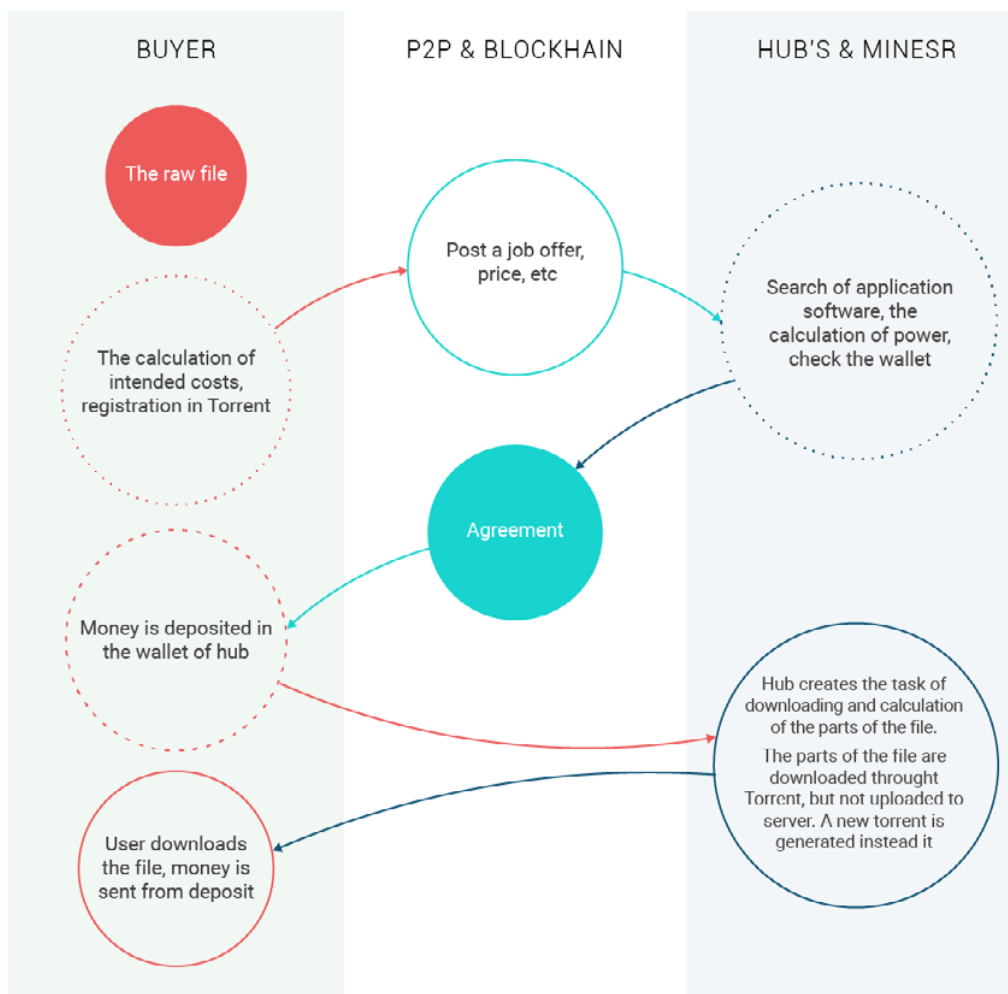 BUYER
P2P & BLOCKHAIN
HUB'S & MINESR
The raw file
Post a job offer,
price, etc
Search of application
software, the
calculation of power,
check the wallet
The calculation of
intended costs,
registration in Torrent
Agreement
Money is deposited in
the wallet of hub
Hub creates the task of
downloading and calculation
of the parts of the file.
The parts of the file are
downloaded throught
Torrent, but not uploaded to
server. A new torrent is
generated instead it
User downloads
the file, money is
sent from deposit